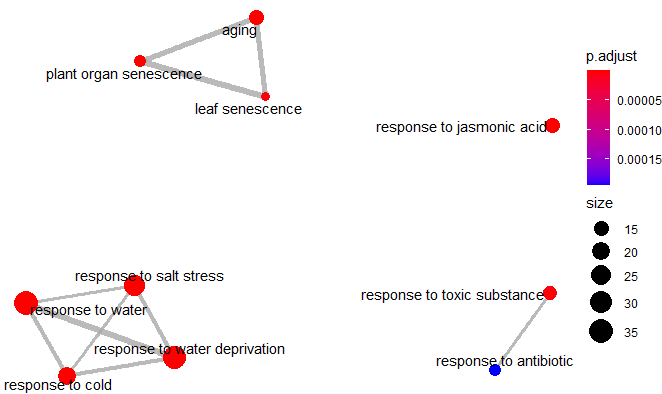 aging
plant organ senescence
leaf senescence
response to jasmonic acid
response to salt stress
response to water
response to water deprivation
response to cold
response to toxic substance
response to antibiotic
p.adjust
0.00005
0.00010
0.00015
size
15
20
25
30
35